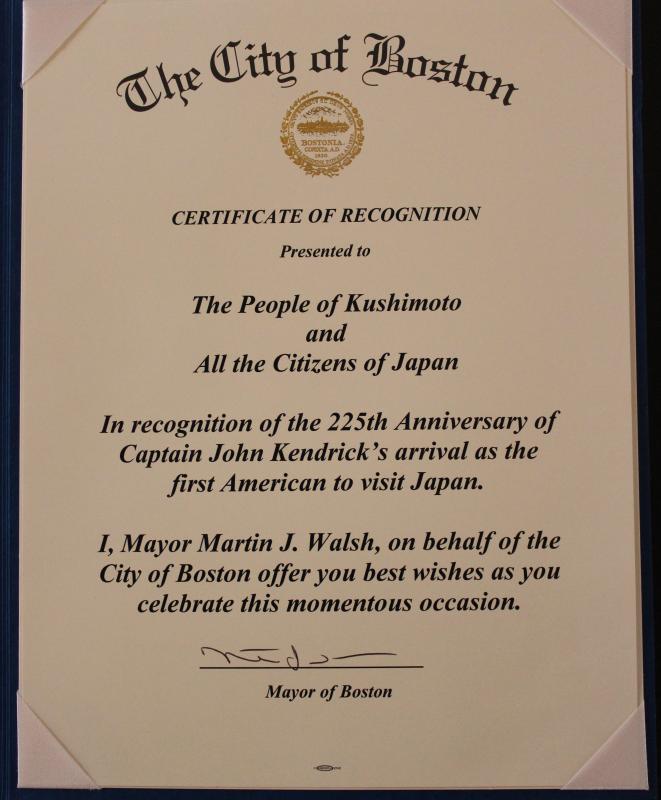 The City of Boston
BOSTONIA
CONDITA A.D.
1630
CERTIFICATE OF RECOGNITION
Presented to
The People of Kushimoto
and
All the Citizens of Japan
In recognition of the 225th Anniversary of
Captain John Kendrick's arrival as the
first American to visit Japan.
I, Mayor Martin J. Walsh, on behalf of the
City of Boston offer you best wishes as you
celebrate this momentous occasion.
Mayor of Boston